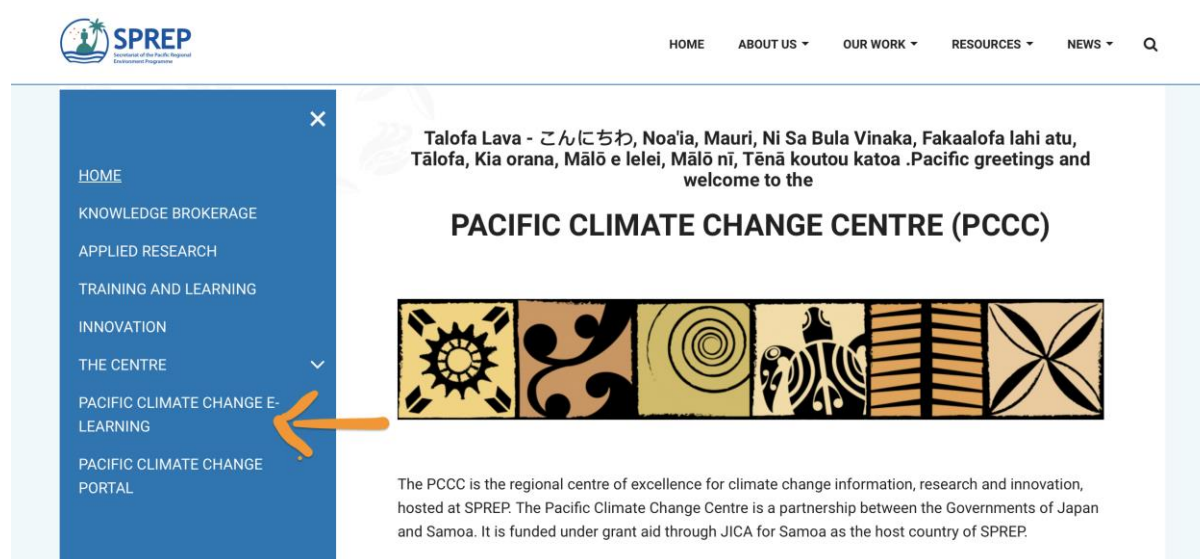 SPREP
Secretariat of the Pacific Regional
Environment Programme
HOME
ABOUT US
OUR WORK
RESOURCES
NEWS
HOME
KNOWLEDGE BROKERAGE
APPLIED RESEARCH
TRAINING AND LEARNING
INNOVATION
THE CENTRE
PACIFIC CLIMATE CHANGE E-
LEARNING
PACIFIC CLIMATE CHANGE
PORTAL
Talofa Lava - こんにちわ, Noa'ia, Mauri, Ni Sa Bula Vinaka, Fakaalofa lahi atu,
Tālofa, Kia orana, Mālō e lelei, Mālō nī, Tēnā koutou katoa .Pacific greetings and
welcome to the
PACIFIC CLIMATE CHANGE CENTRE (PCCC)
The PCCC is the regional centre of excellence for climate change information, research and innovation,
hosted at SPREP. The Pacific Climate Change Centre is a partnership between the Governments of Japan
and Samoa. It is funded under grant aid through JICA for Samoa as the host country of SPREP.